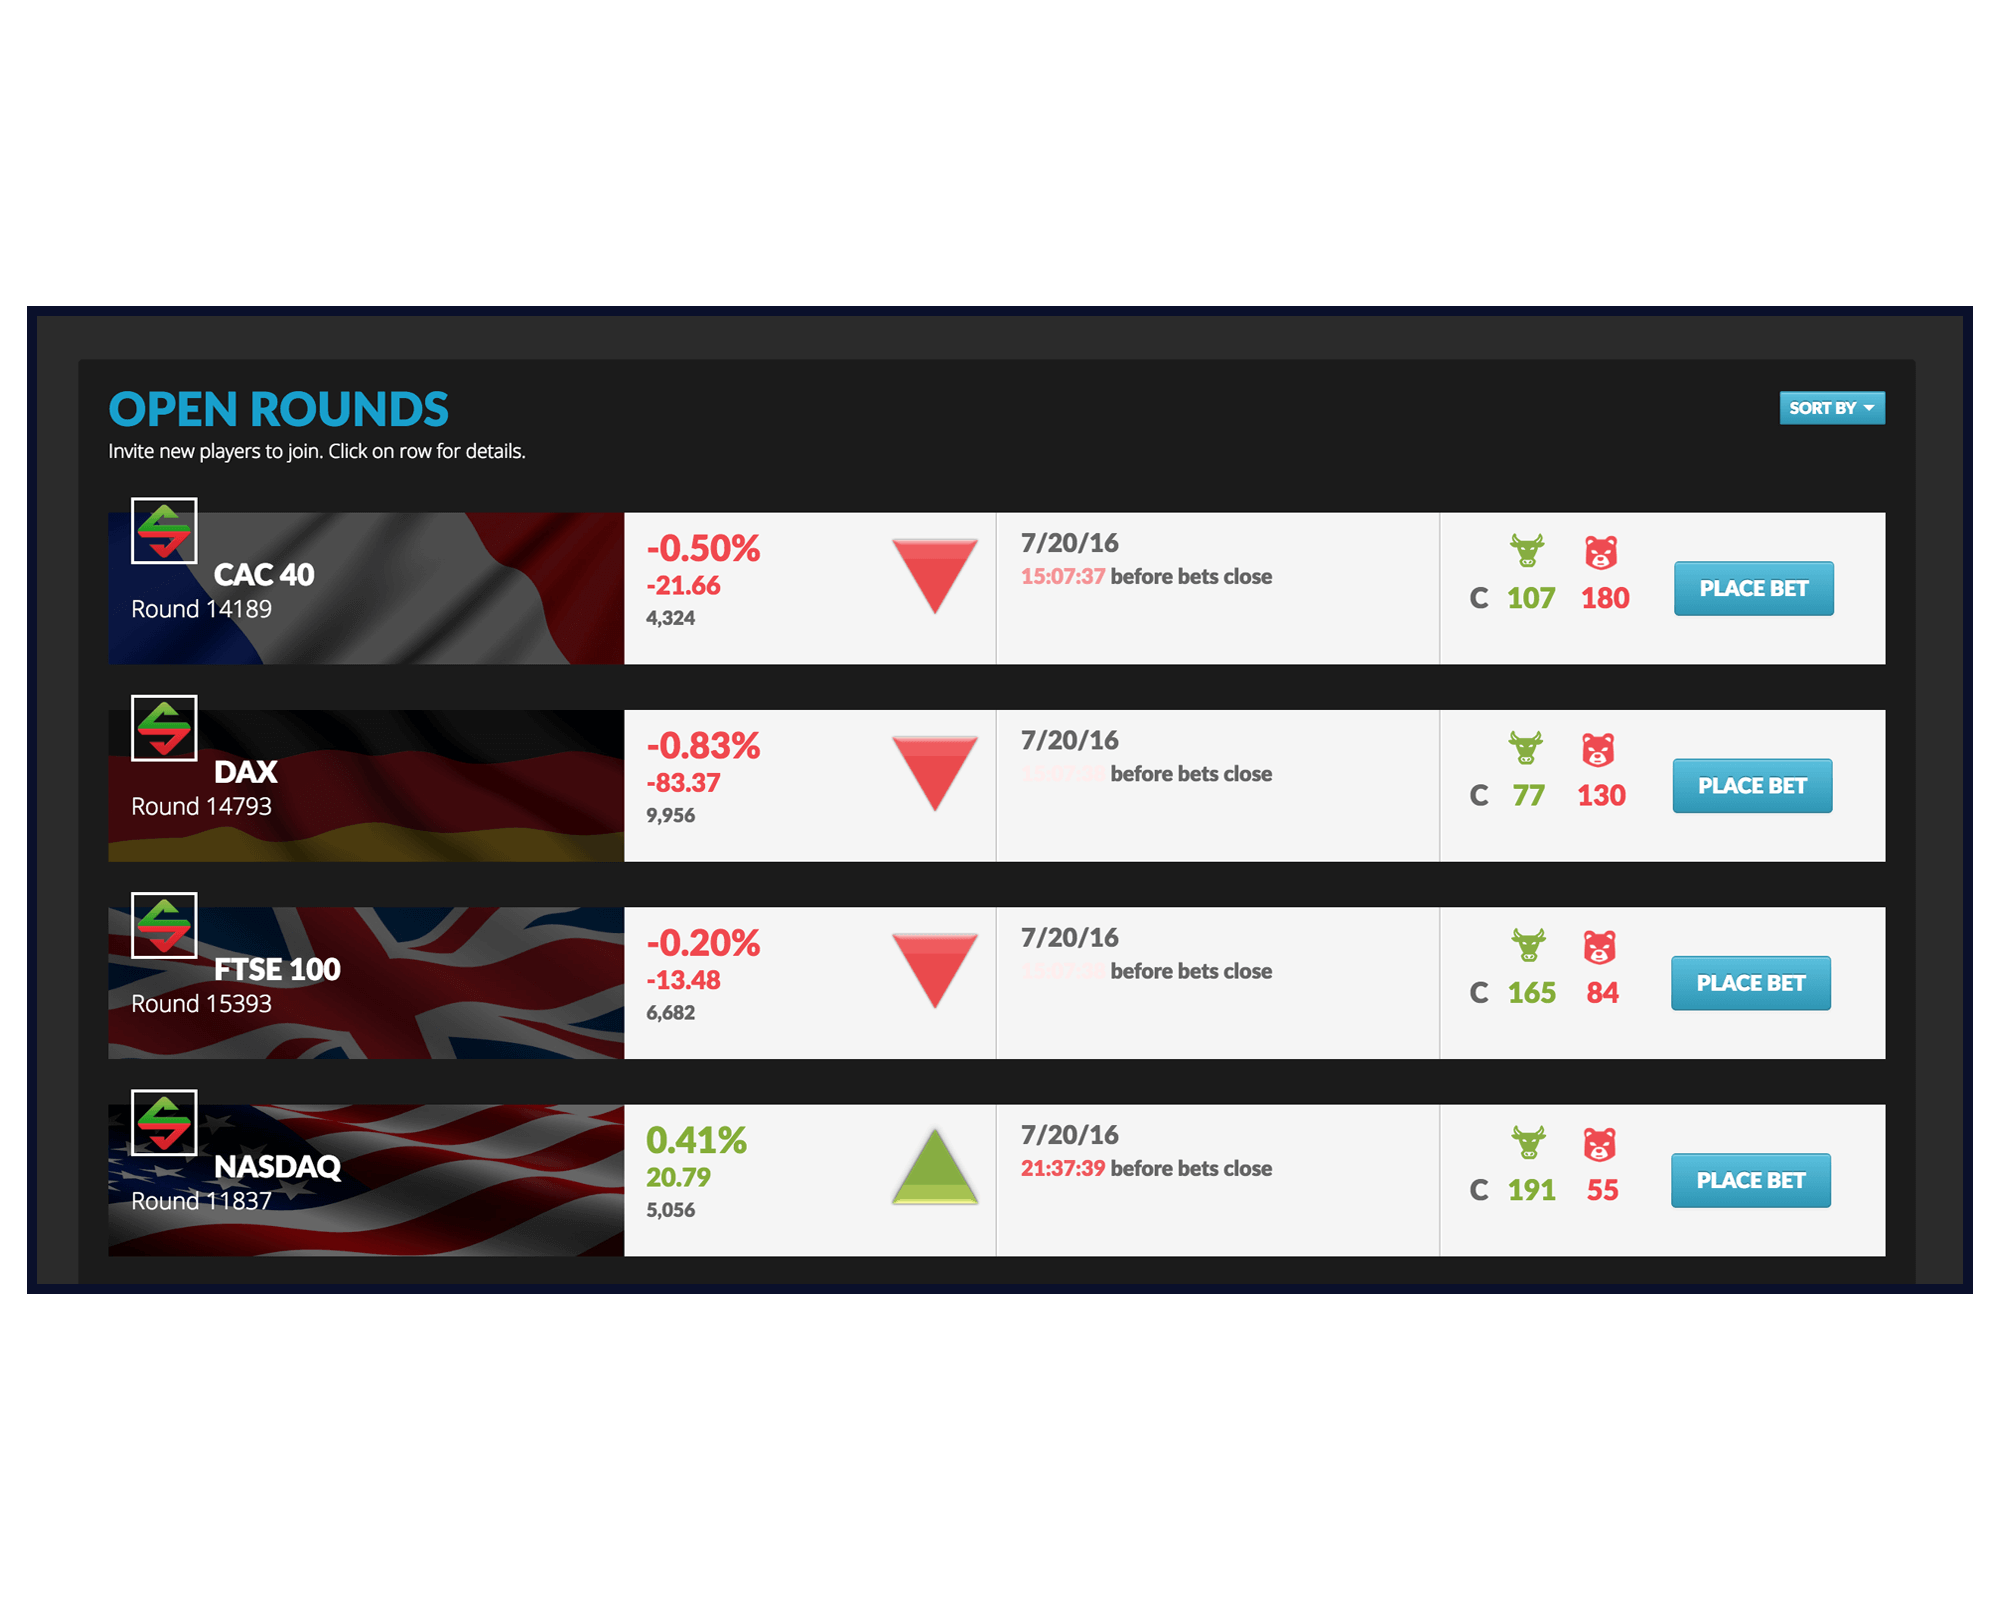 OPEN ROUNDS
SORT BY
Invite new players to join. Click on row for details.
CAC 40
Round 14189
-0.50%
-21.66
4,324
7/20/16
15:07:37 before bets close
C 107 180
PLACE BET
DAX
Round 14793
-0.83%
-83.37
9,956
7/20/16
before bets close
C 77 130
PLACE BET
FTSE 100
Round 15393
-0.20%
-13.48
6,682
7/20/16
before bets close
C 165 84
PLACE BET
NASDAQ
Round 11837
0.41%
20.79
5,056
7/20/16
21:37:39 before bets close
C 191 55
PLACE BET